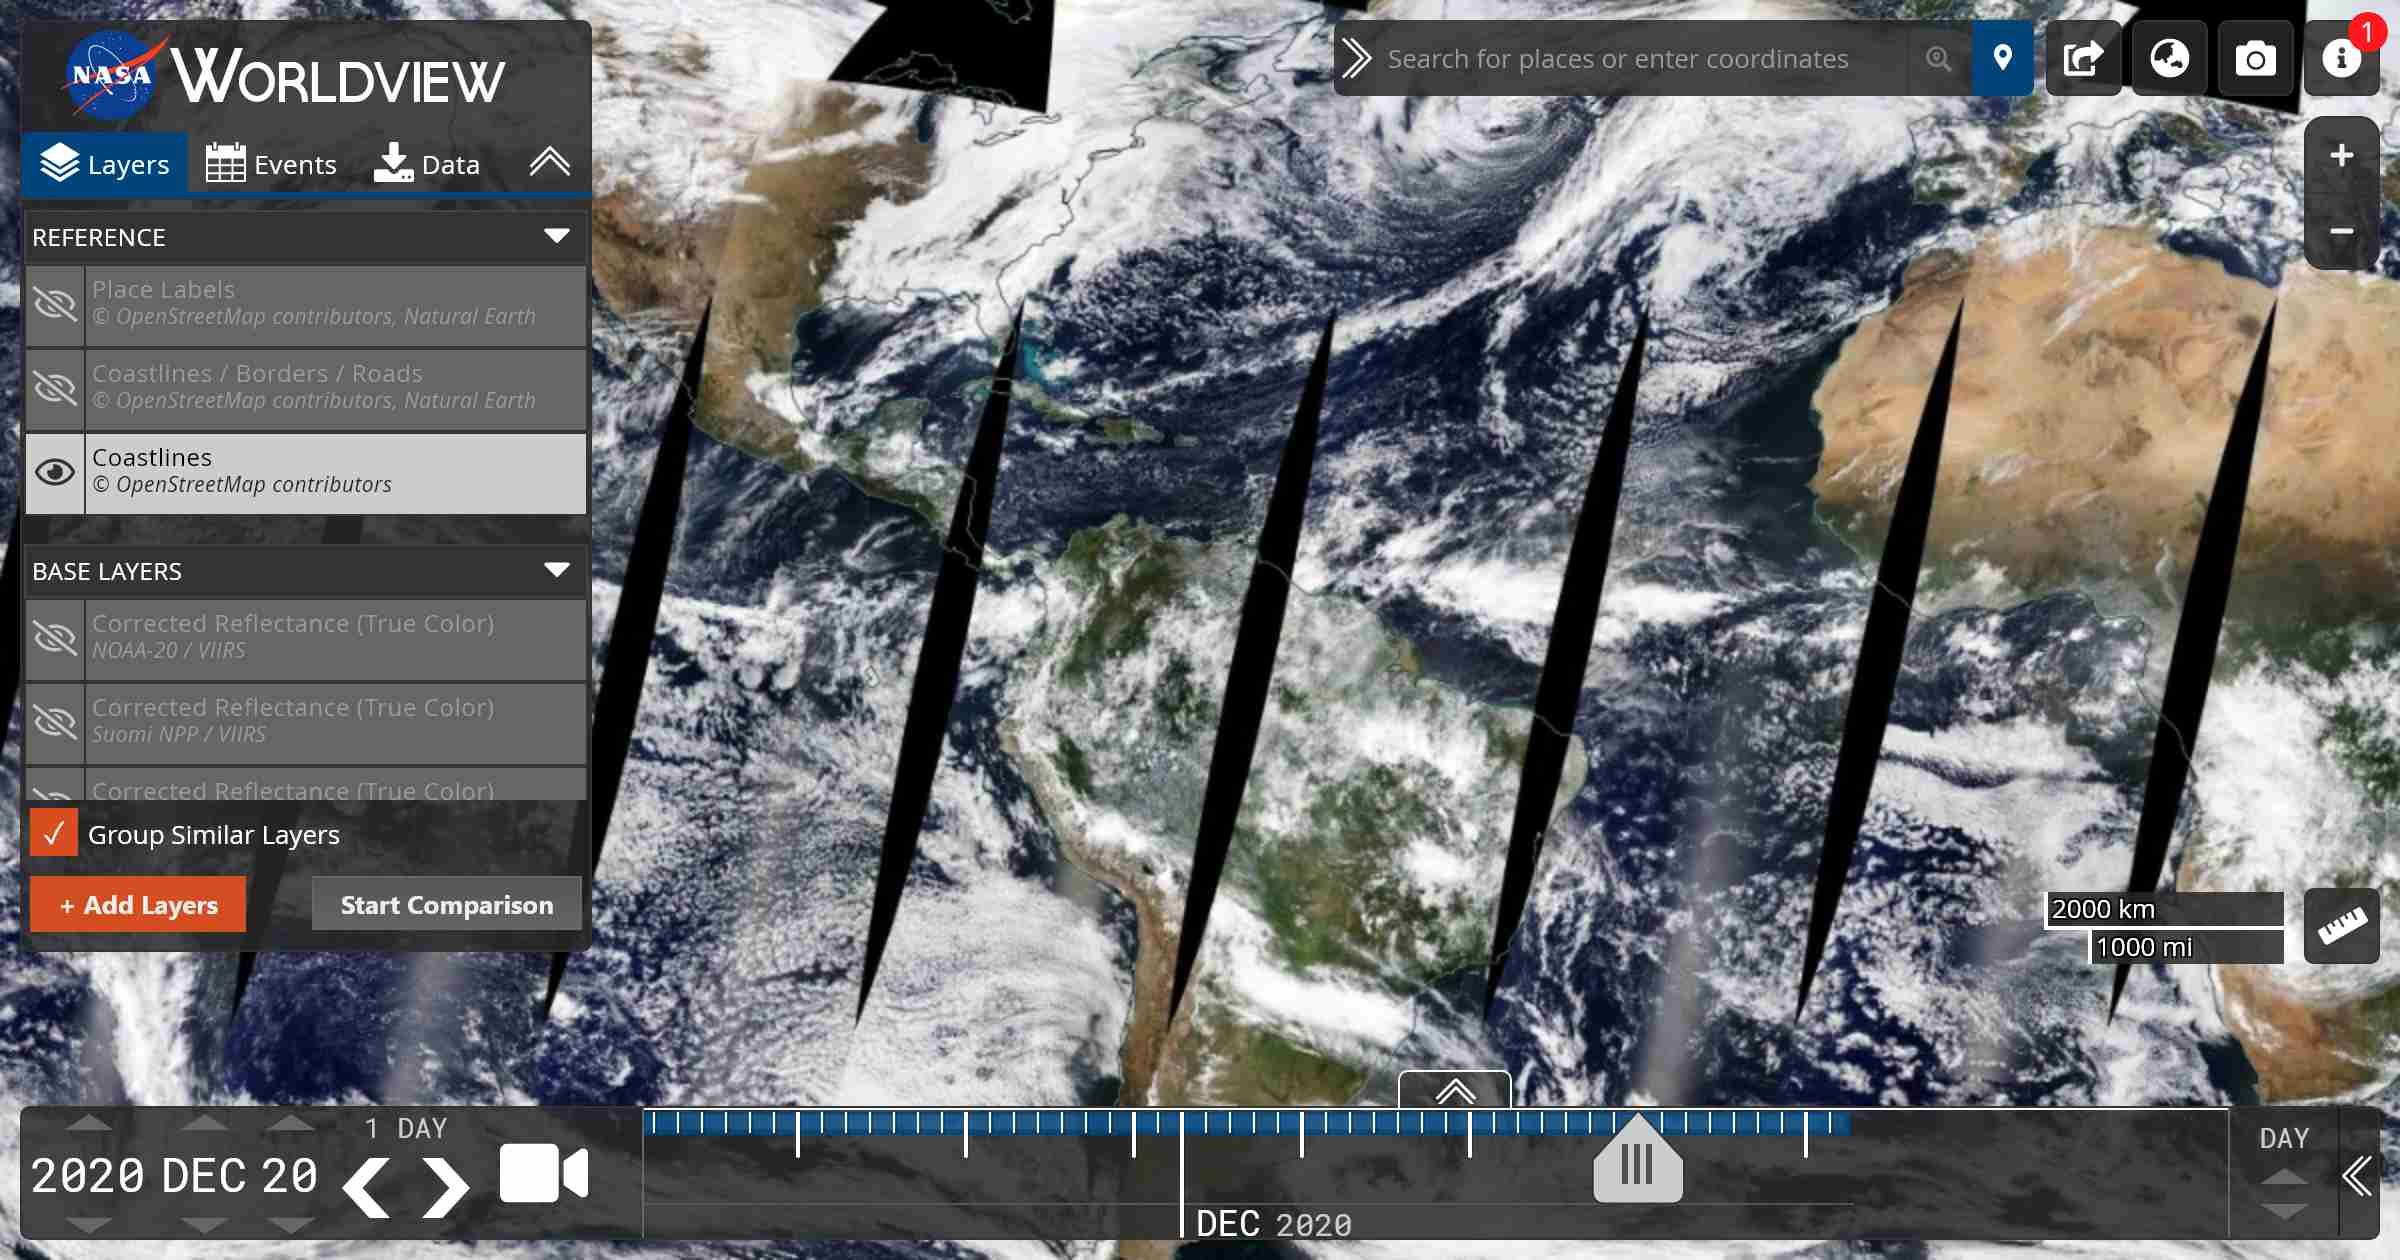 NASA WORLDVIEW
Search for places or enter coordinates
1
Layers
Events
Data
REFERENCE
Place Labels
© OpenStreetMap contributors, Natural Earth
Coastlines / Borders / Roads
© OpenStreetMap contributors, Natural Earth
Coastlines
© OpenStreetMap contributors
BASE LAYERS
Corrected Reflectance (True Color)
NOAA-20 / VIIRS
Corrected Reflectance (True Color)
Suomi NPP / VIIRS
Corrected Reflectance (True Color)
Group Similar Layers
+ Add Layers
Start Comparison
2000 km
1000 mi
1 DAY
2020 DEC 20
DEC 2020
DAY